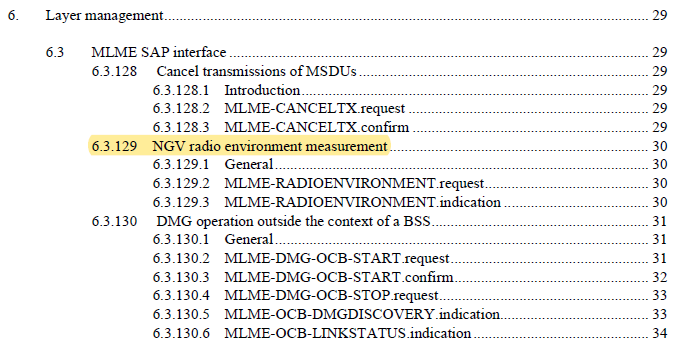 6. Layer management 29
6.3 MLME SAP interface 29
6.3.128 Cancel transmissions of MSDUs 29
6.3.128.1 Introduction 29
6.3.128.2 MLME-CANCELTX.request 29
6.3.128.3 MLME-CANCELTX.confirm 29
6.3.129 NGV radio environment measurement 30
6.3.129.1 General 30
6.3.129.2 MLME-RADIOENVIRONMENT.request 30
6.3.129.3 MLME-RADIOENVIRONMENT.indication 30
6.3.130 DMG operation outside the context of a BSS 31
6.3.130.1 General 31
6.3.130.2 MLME-DMG-OCB-START.request 31
6.3.130.3 MLME-DMG-OCB-START.confirm 32
6.3.130.4 MLME-DMG-OCB-STOP.request 33
6.3.130.5 MLME-OCB-DMGDISCOVERY.indication 33
6.3.130.6 MLME-OCB-LINKSTATUS.indication 34